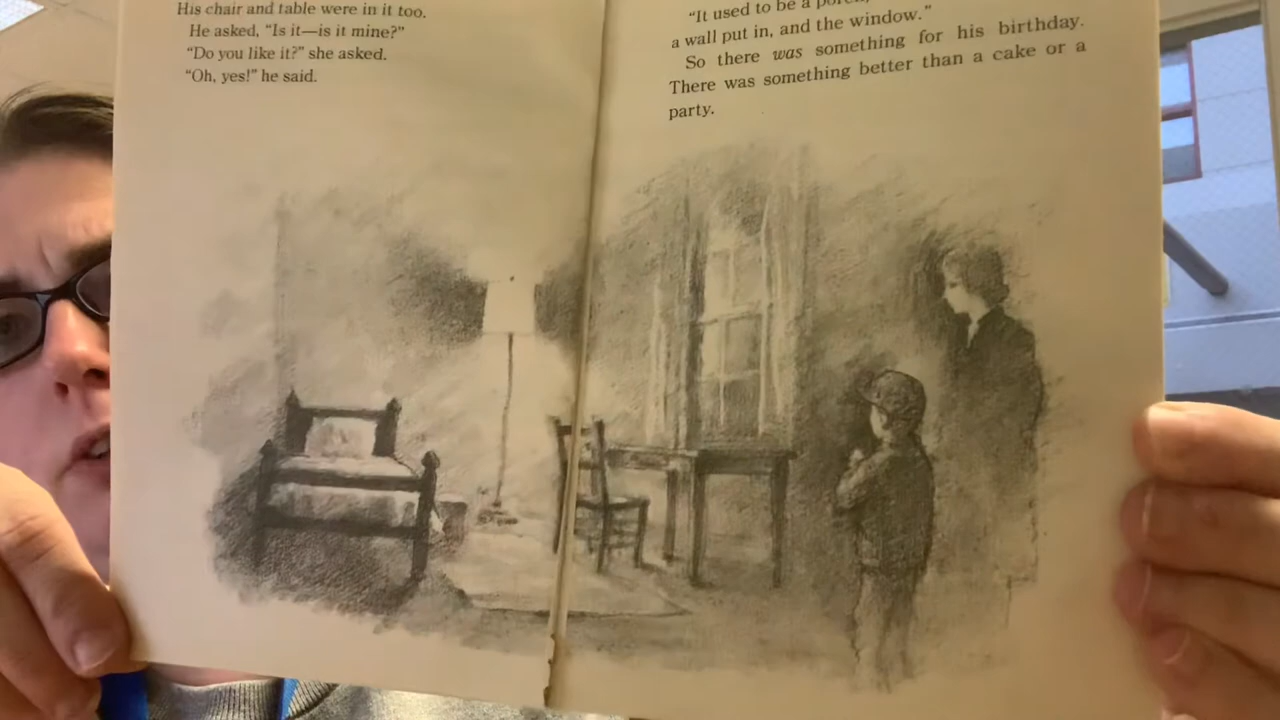 His chair and table were in it too.
He asked, “Is it—is it mine?”
“Do you like it?” she asked.
“Oh, yes!” he said.
“It used to be a porch,
a wall put in, and the window.”
So there was something for his birthday.
There was something better than a cake or a
party.